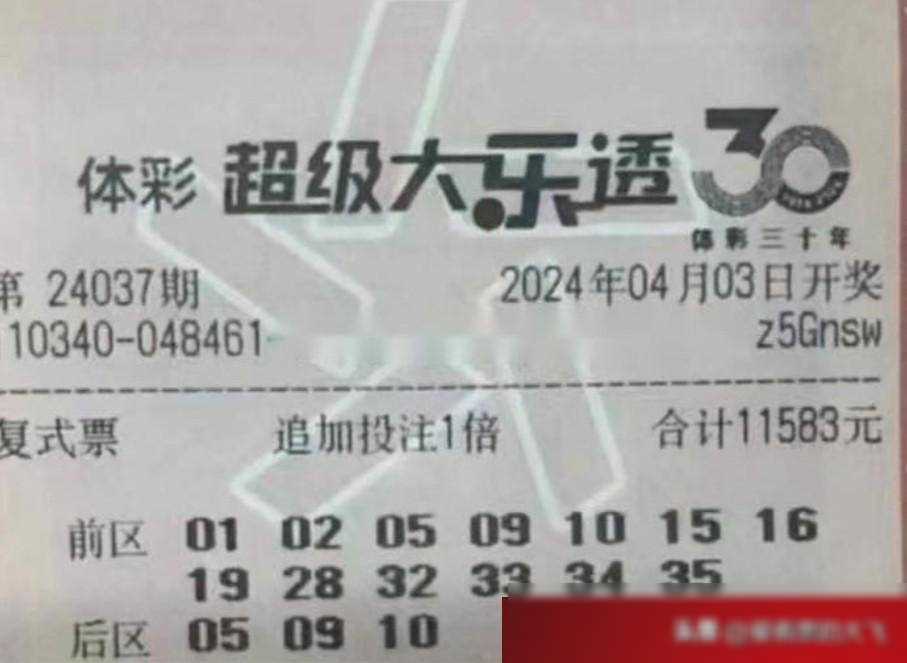 体彩 超级大乐透 30
体彩三十年
第 24037期 2024年04月03日开奖
110340-048461 z5Gnsw
复式票 追加投注1倍 合计11583元
前区 01 02 05 09 10 15 16
19 28 32 33 34 35
后区 05 09 10
头条